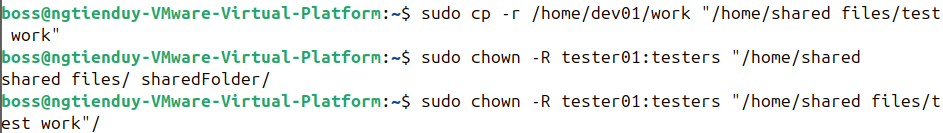 boss@ngtienduy-VMware-Virtual-Platform:~$ sudo cp -r /home/dev01/work "/home/shared files/test
 work"
boss@ngtienduy-VMware-Virtual-Platform:~$ sudo chown -R tester01:testers "/home/shared
shared files/ sharedFolder/
boss@ngtienduy-VMware-Virtual-Platform:~$ sudo chown -R tester01:testers "/home/shared files/t
est work"/